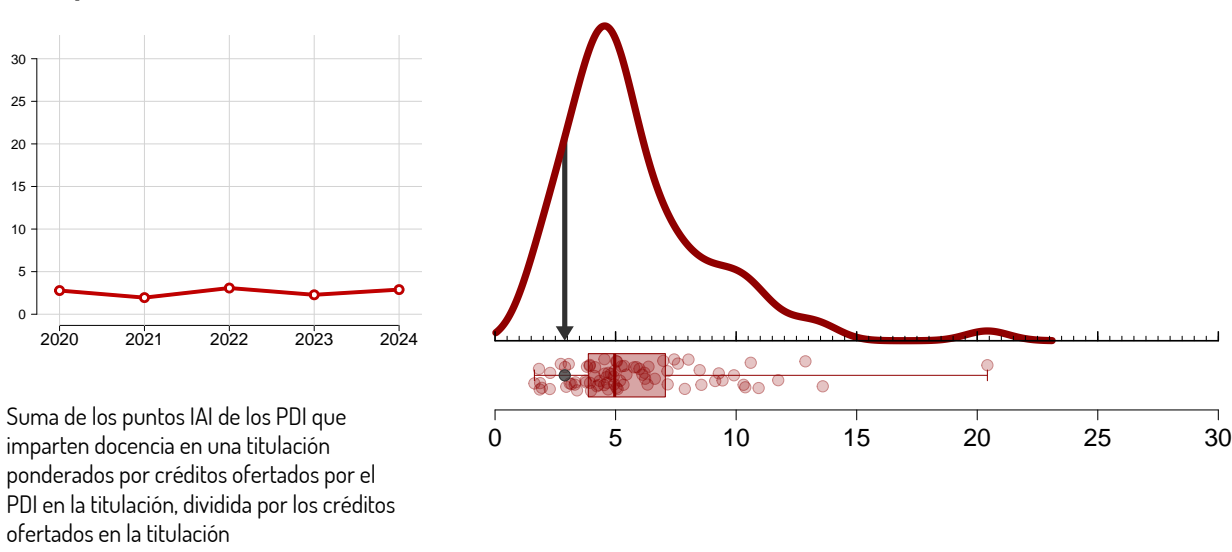 30
25
20
15
10
5
0
2020 2021 2022 2023 2024
0 5 10 15 20 25 30
Suma de los puntos IAI de los PDI que
imparten docencia en una titulación
ponderados por créditos ofertados por el
PDI en la titulación, dividida por los créditos
ofertados en la titulación